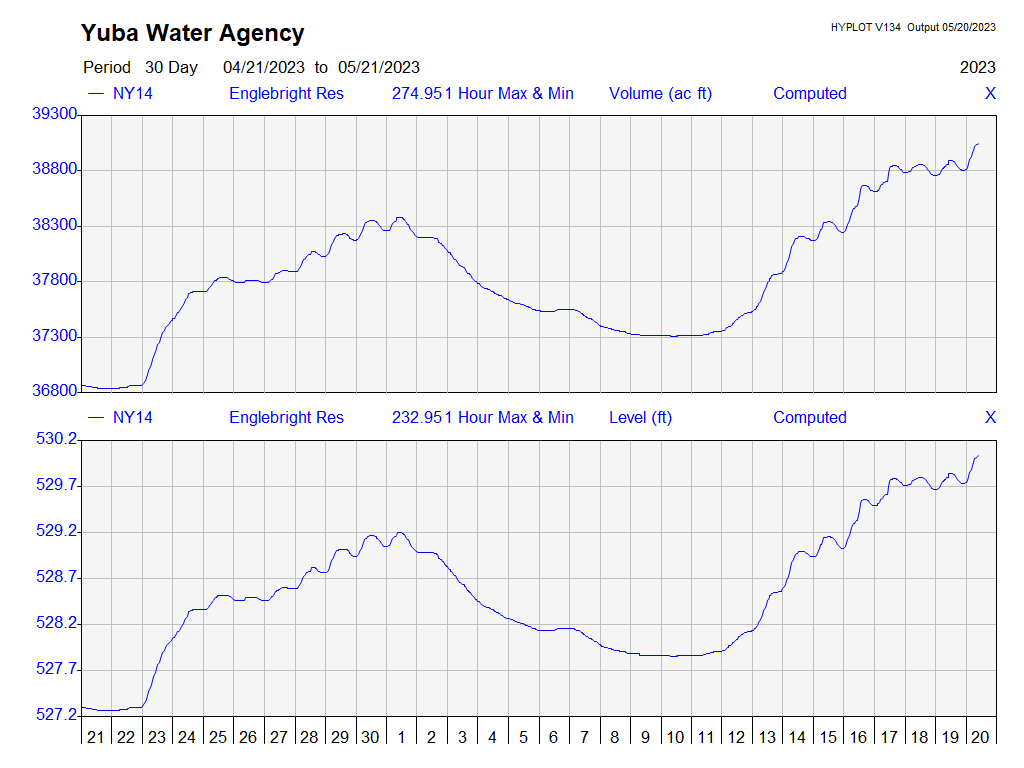 Yuba Water Agency
HYPLOT V134 Output 05/20/2023
Period 30 Day 04/21/2023 to 05/21/2023 2023
NY14 Englebright Res 274.951 Hour Max & Min Volume (ac ft) Computed X
39300
38800
38300
37800
37300
36800
NY14 Englebright Res 232.951 Hour Max & Min Level (ft) Computed X
530.2
529.7
529.2
528.7
528.2
527.7
527.2
21 22 23 24 25 26 27 28 29 30 1 2 3 4 5 6 7 8 9 10 11 12 13 14 15 16 17 18 19 20